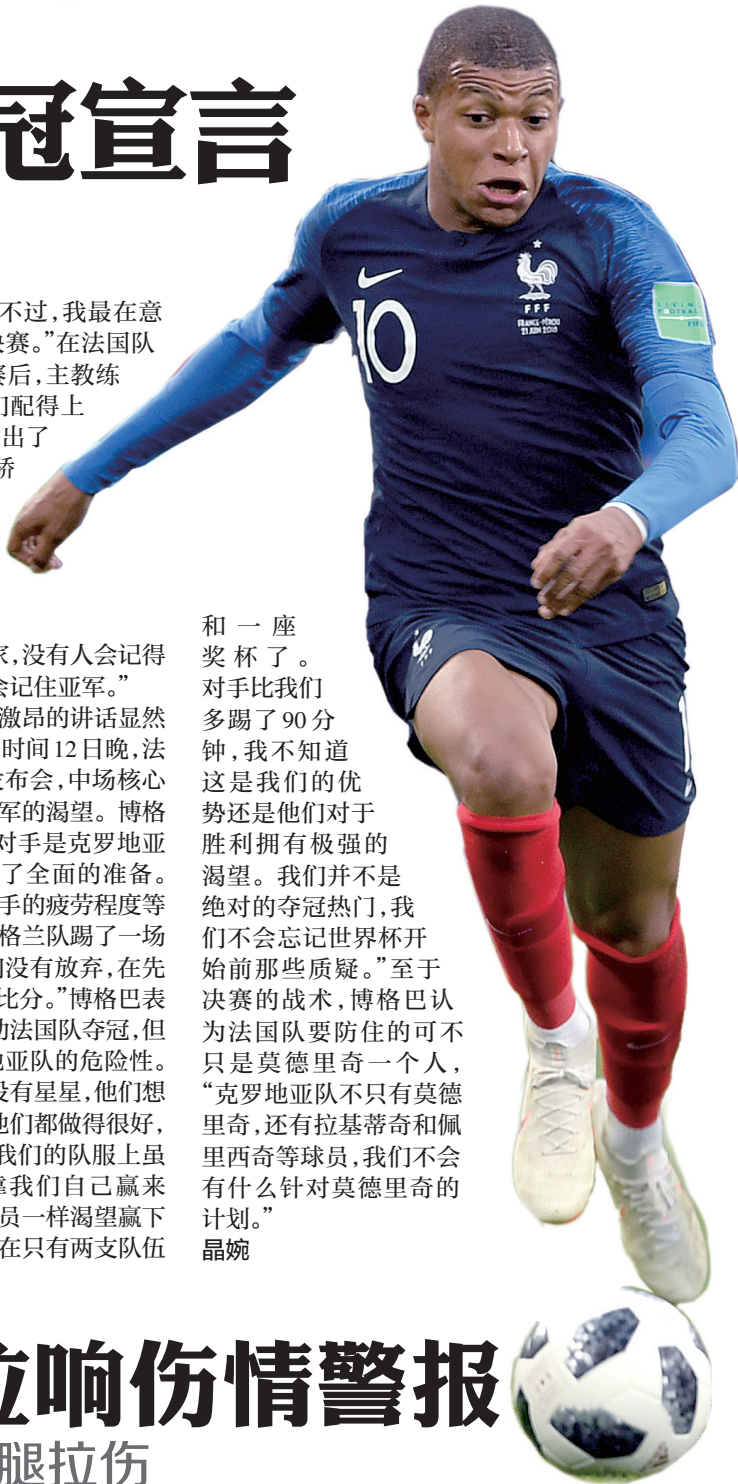 冠宣言
不过，我最在意
决赛。”在法国队
赛后，主教练
们配得上
出了
骄
家，没有人会记得
会记住亚军。”
激昂的讲话显然
时间12日晚，法
发布会，中场核心
军的渴望。博格
对手是克罗地亚
了全面的准备。
手的疲劳程度等
格兰队踢了一场
们没有放弃，在先
比分。”博格巴表
助法国队夺冠，但
地亚队的危险性。
没有星星，他们想
他们都做得很好，
我们的队服上虽
靠我们自己赢来
员一样渴望赢下
在只有两支队伍
和一座
奖杯了。
对手比我们
多踢了90分
钟，我不知道
这是我们的优
势还是他们对于
胜利拥有极强的
渴望。我们并不是
绝对的夺冠热门，我
们不会忘记世界杯开
始前那些质疑。”至于
决赛的战术，博格巴认
为法国队要防住的可不
只是莫德里奇一个人，
“克罗地亚队不只有莫德
里奇，还有拉基蒂奇和佩
里西奇等球员，我们不会
有什么针对莫德里奇的
计划。”
晶婉
10
FFF
FRANCE-PÉROU
21 JUIN 2018
LIVING
FOOTBALL
FIFA
拉响伤情警报
腿拉伤